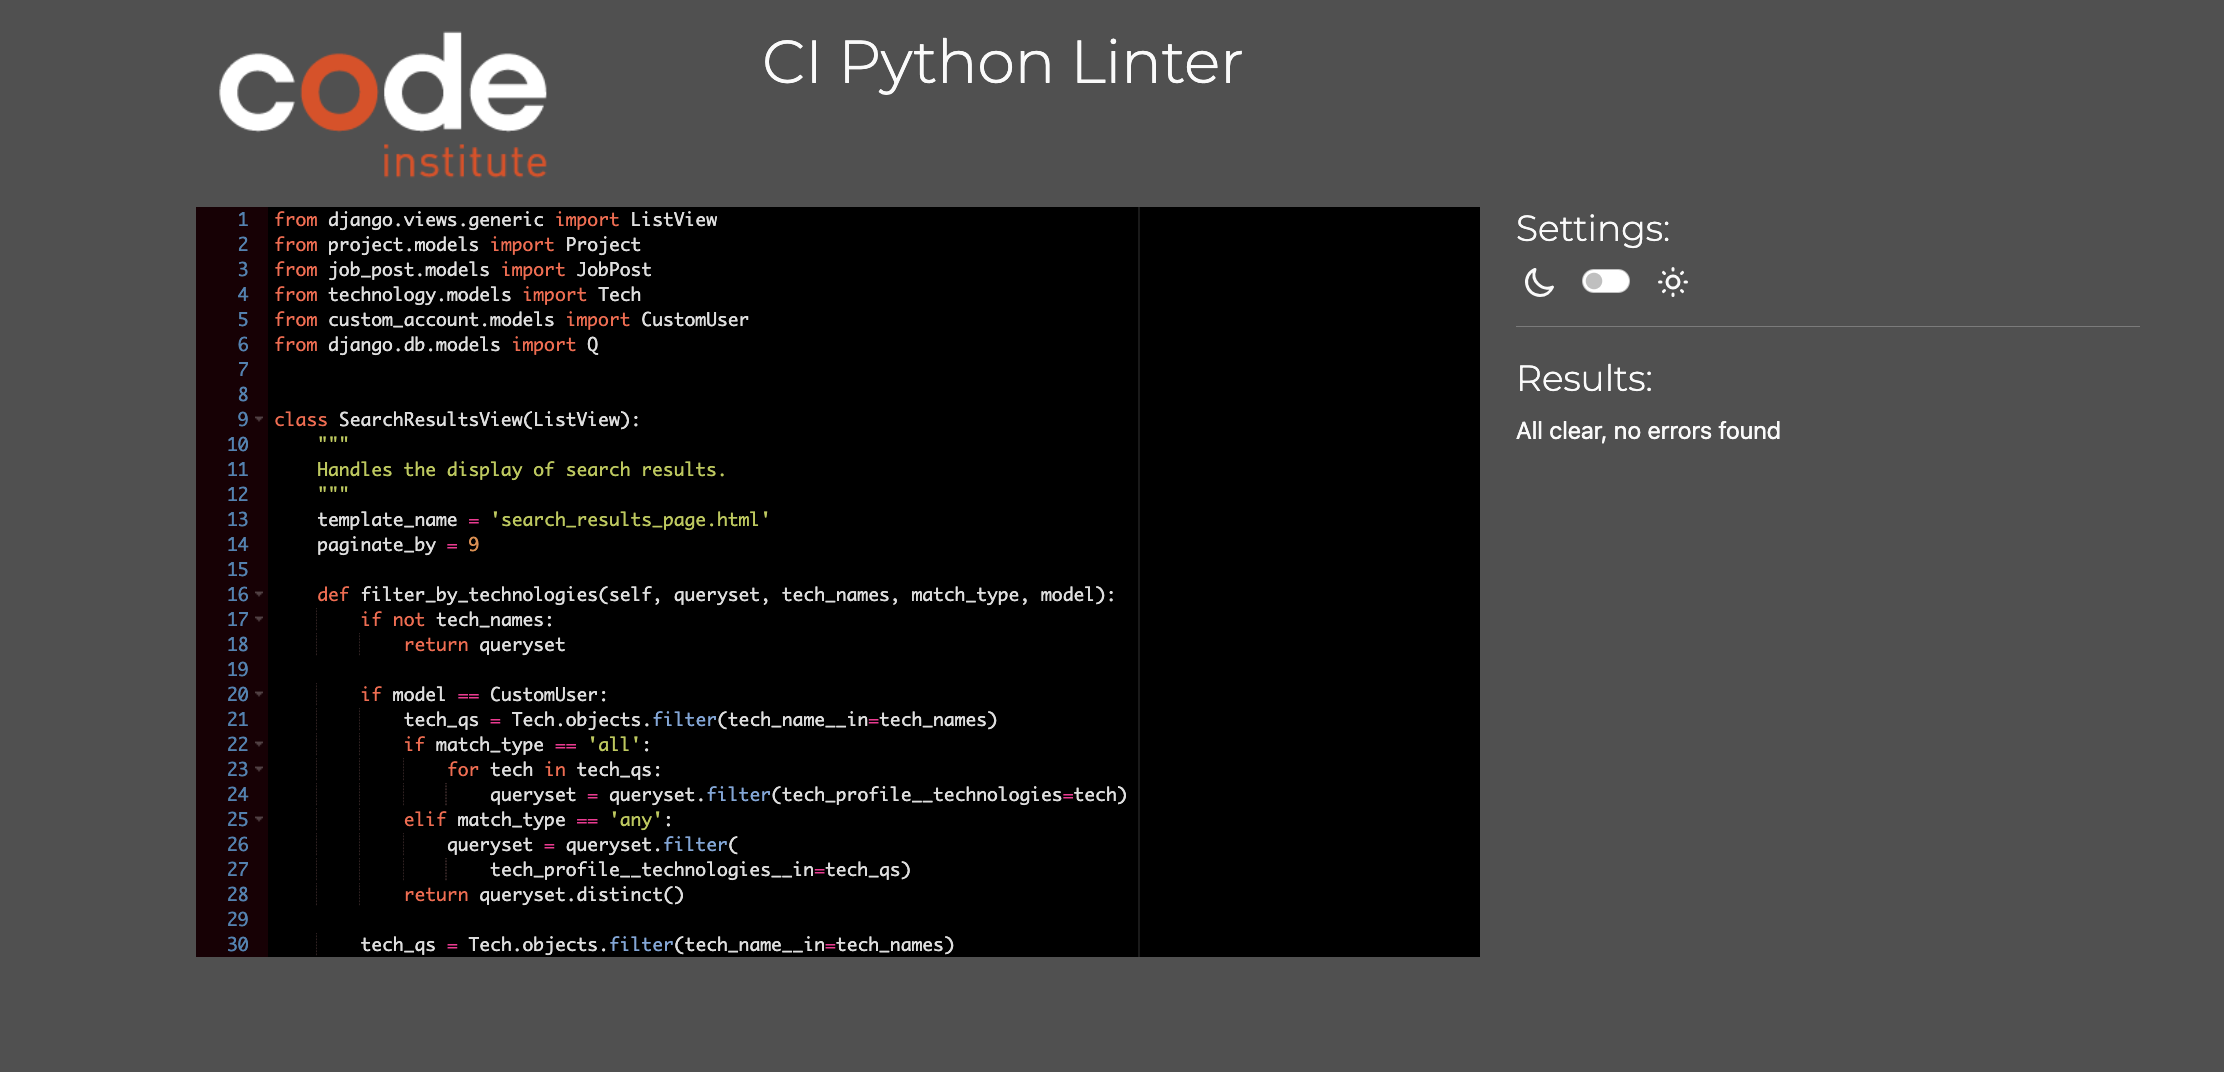 code
institute
CI Python Linter
1 from django.views.generic import ListView
2 from project.models import Project
3 from job_post.models import JobPost
4 from technology.models import Tech
5 from custom_account.models import CustomUser
6 from django.db.models import Q
7
8
9 class SearchResultsView(ListView):
10     """
11     Handles the display of search results.
12     """
13     template_name = 'search_results_page.html'
14     paginate_by = 9
15
16     def filter_by_technologies(self, queryset, tech_names, match_type, model):
17         if not tech_names:
18             return queryset
19
20         if model == CustomUser:
21             tech_qs = Tech.objects.filter(tech_name__in=tech_names)
22             if match_type == 'all':
23                 for tech in tech_qs:
24                     queryset = queryset.filter(tech_profile__technologies=tech)
25             elif match_type == 'any':
26                 queryset = queryset.filter(
27                     tech_profile__technologies__in=tech_qs)
28             return queryset.distinct()
29
30         tech_qs = Tech.objects.filter(tech_name__in=tech_names)
Settings:
Results:
All clear, no errors found